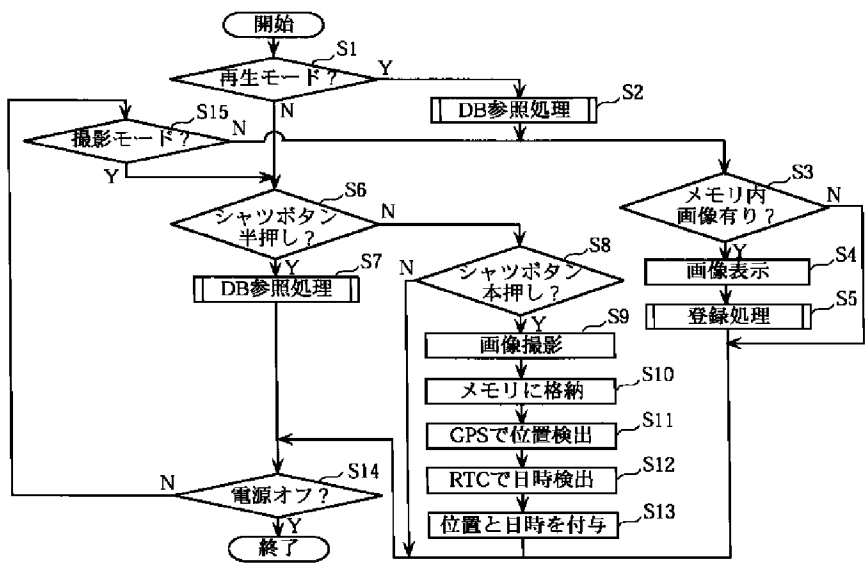 開始
S1
再生モード？
Y
N
S2
DB参照処理
S15
撮影モード？
N
Y
S3
メモリ内
画像有り？
N
Y
S6
シャツボタン
半押し？
N
Y
S7
DB参照処理
S8
シャツボタン
本押し？
N
Y
S4
画像表示
S5
登録処理
S9
画像撮影
S10
メモリに格納
S11
GPSで位置検出
S12
RTCで日時検出
S13
位置と日時を付与
S14
電源オフ？
N
Y
終了